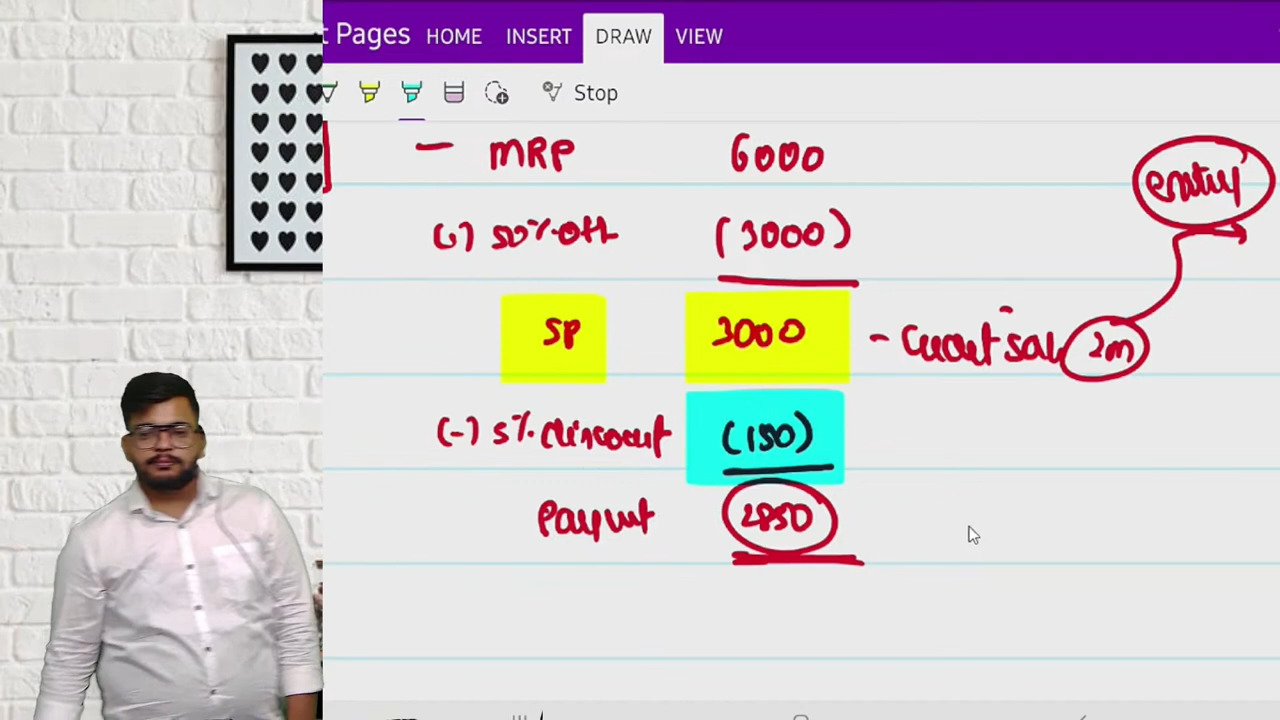 t Pages HOME INSERT DRAW VIEW
Stop
- MRP 6000
(-) 50% off (3000)
SP 3000 - Credit sale 2m
entry
(-) 5% discount (150)
Payment 2850